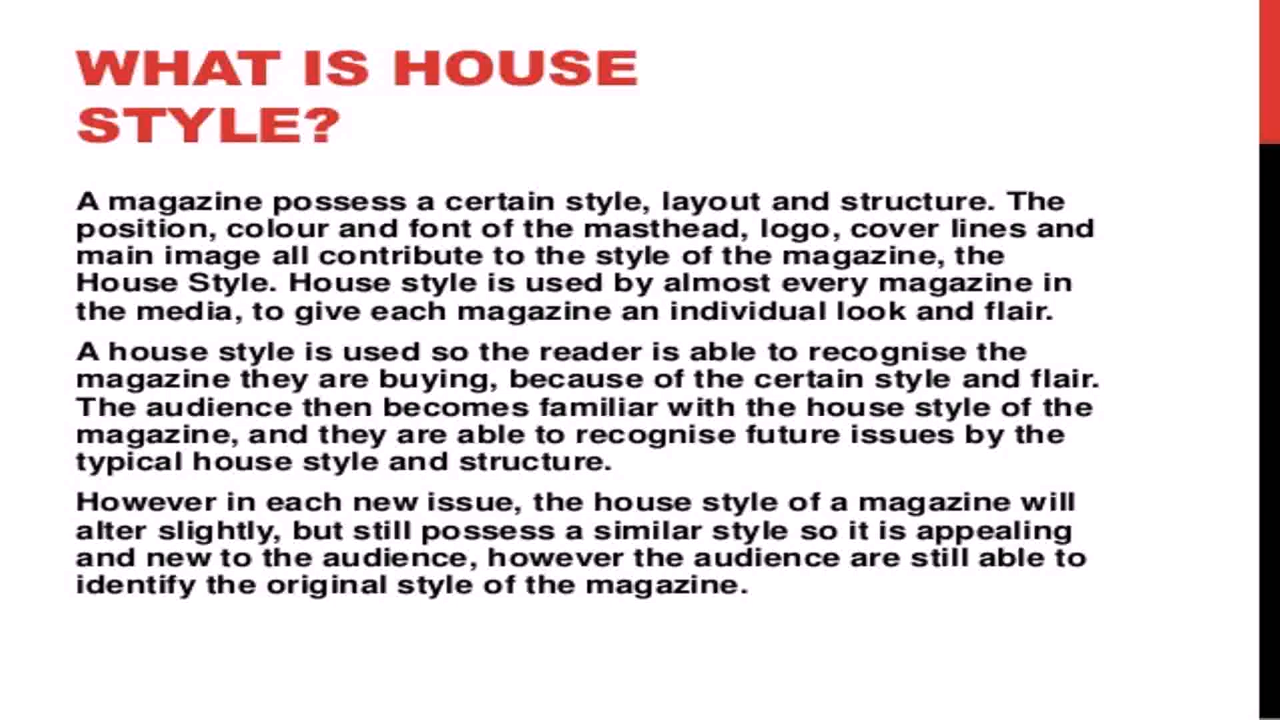 WHAT IS HOUSE
STYLE?
A magazine possess a certain style, layout and structure. The
position, colour and font of the masthead, logo, cover lines and
main image all contribute to the style of the magazine, the
House Style. House style is used by almost every magazine in
the media, to give each magazine an individual look and flair.
A house style is used so the reader is able to recognise the
magazine they are buying, because of the certain style and flair.
The audience then becomes familiar with the house style of the
magazine, and they are able to recognise future issues by the
typical house style and structure.
However in each new issue, the house style of a magazine will
alter slightly, but still possess a similar style so it is appealing
and new to the audience, however the audience are still able to
identify the original style of the magazine.